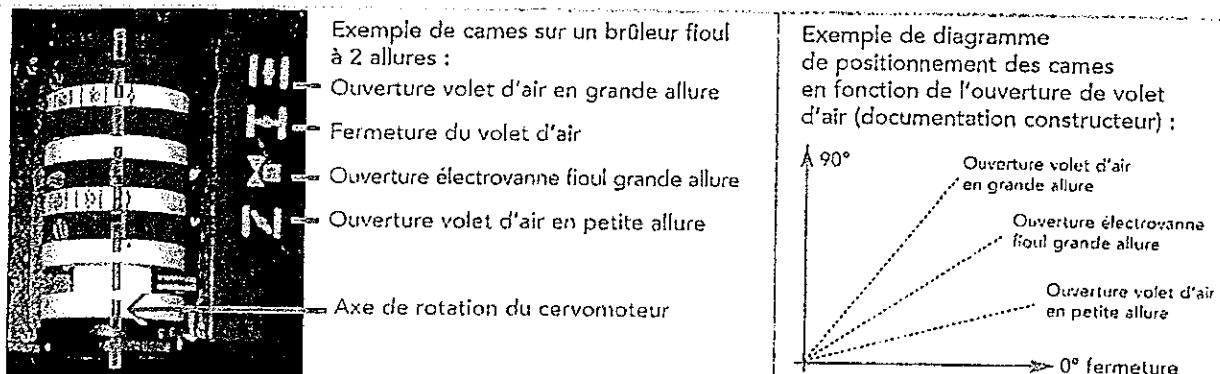 Exemple de cames sur un brûleur fioul
à 2 allures :
Ouverture volet d'air en grande allure
Fermeture du volet d'air
Ouverture électrovanne fioul grande allure
Ouverture volet d'air en petite allure
Axe de rotation du cervomoteur
Exemple de diagramme
de positionnement des cames
en fonction de l'ouverture de volet
d'air (documentation constructeur) :
90°
Ouverture volet d'air
en grande allure
Ouverture électrovanne
fioul grande allure
Ouverture volet d'air
en petite allure
0° fermeture